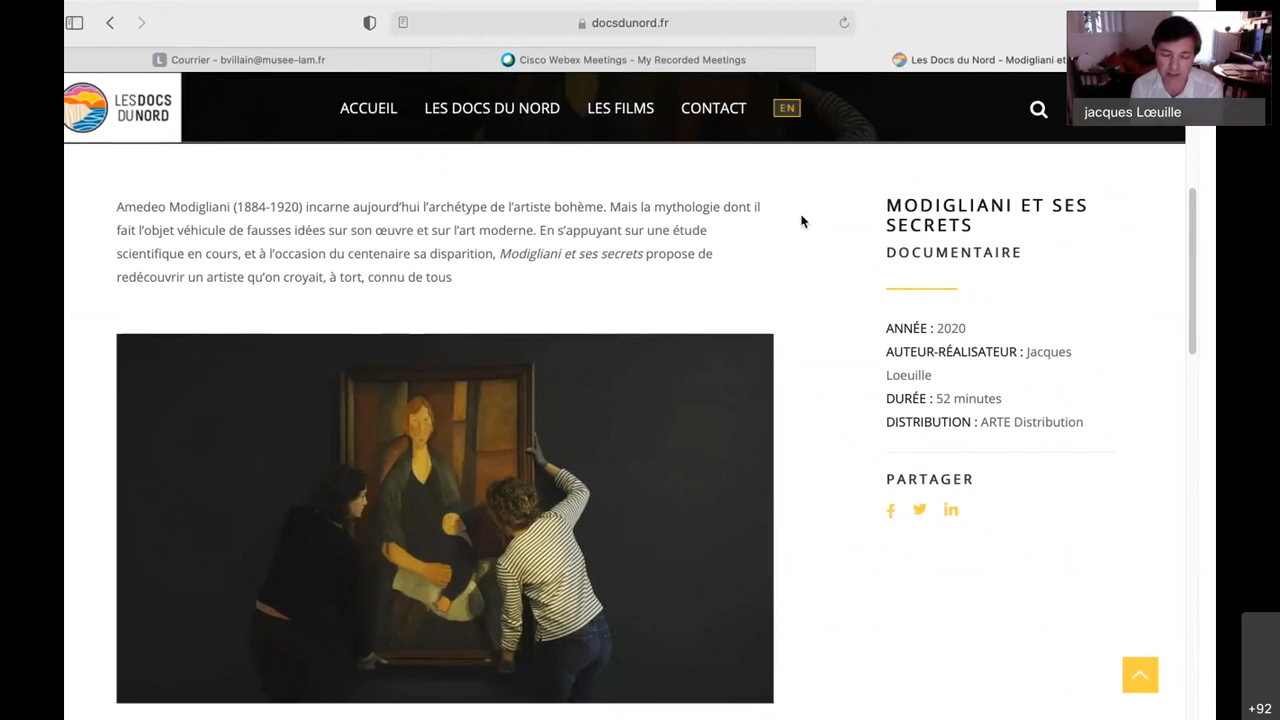 docsdunord.fr
L Courrier - bvillain@musee-lam.fr
Cisco Webex Meetings - My Recorded Meetings
Les Docs du Nord - Modigliani et
jacques Lœuille
LES DOCS
DU NORD
ACCUEIL LES DOCS DU NORD LES FILMS CONTACT EN
Amedeo Modigliani (1884-1920) incarne aujourd’hui l’archétype de l’artiste bohème. Mais la mythologie dont il
fait l’objet véhicule de fausses idées sur son œuvre et sur l’art moderne. En s’appuyant sur une étude
scientifique en cours, et à l’occasion du centenaire sa disparition, Modigliani et ses secrets propose de
redécouvrir un artiste qu’on croyait, à tort, connu de tous
MODIGLIANI ET SES
SECRETS
DOCUMENTAIRE
ANNÉE : 2020
AUTEUR-RÉALISATEUR : Jacques
Loeuille
DURÉE : 52 minutes
DISTRIBUTION : ARTE Distribution
PARTAGER
+92